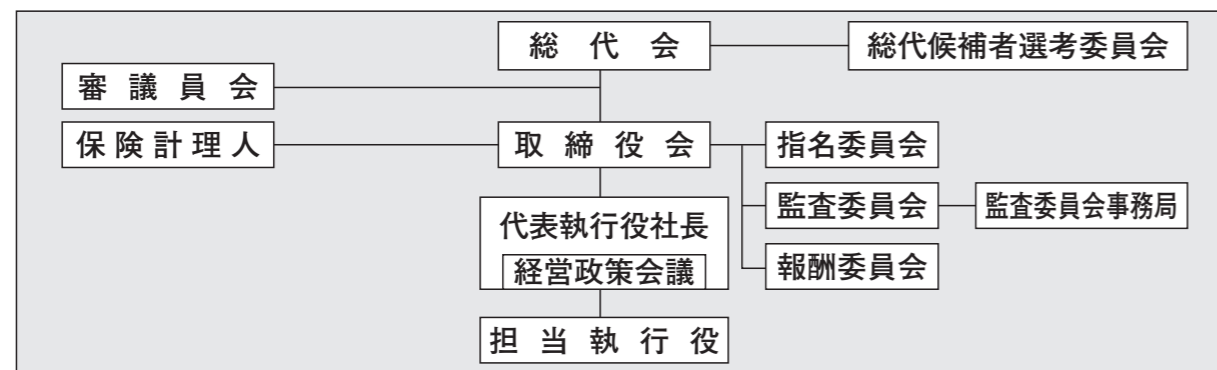 総代会
総代候補者選考委員会
審議員会
保険計理人
取締役会
指名委員会
監査委員会
監査委員会事務局
代表執行役社長
経営政策会議
報酬委員会
担当執行役